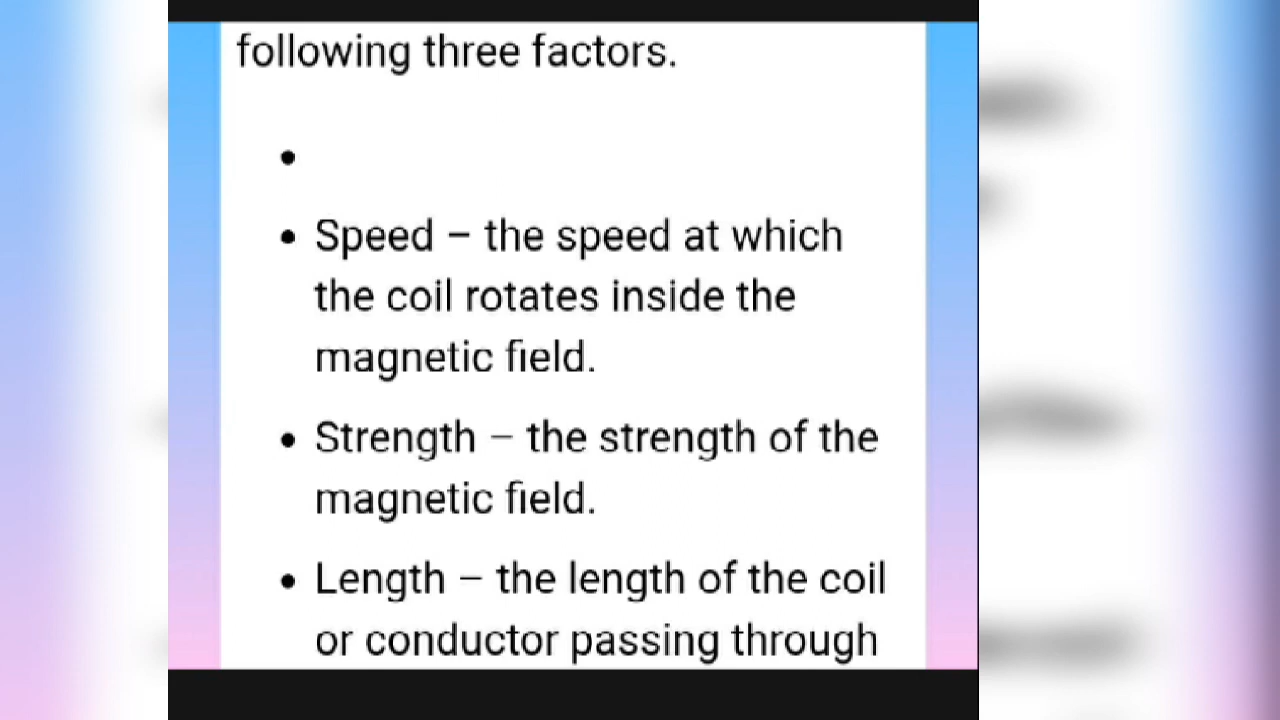 following three factors.
•
• Speed – the speed at which
the coil rotates inside the
magnetic field.
• Strength – the strength of the
magnetic field.
• Length – the length of the coil
or conductor passing through